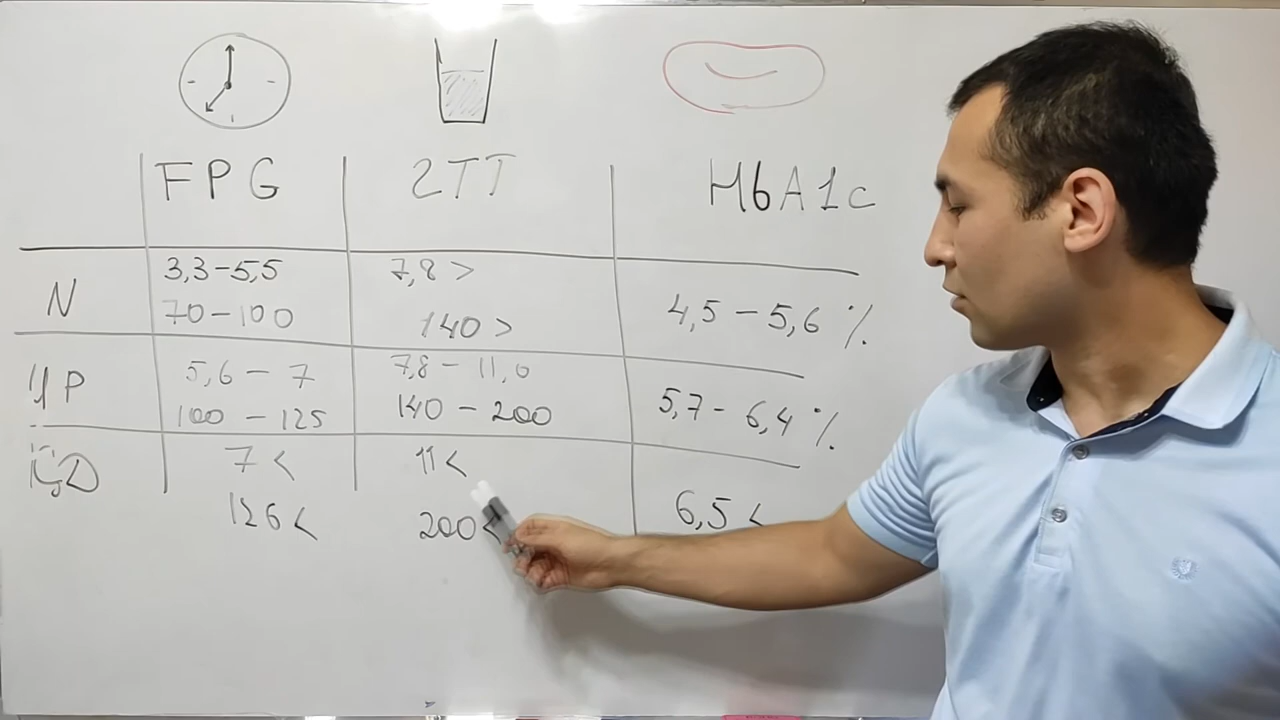 FPG 2TT HbA1c
N 3,3-5,5 7,8 >
70-100 140 > 4,5 - 5,6 %
5,6 - 7 7,8 - 11,0
100 - 125 140 - 200 5,7 - 6,4 %
7 < 11 <
126 < 200 < 6,5 <